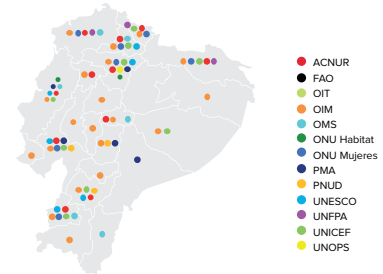 ACNUR
FAO
OIT
OIM
OMS
ONU Habitat
ONU Mujeres
PMA
PNUD
UNESCO
UNFPA
UNICEF
UNOPS